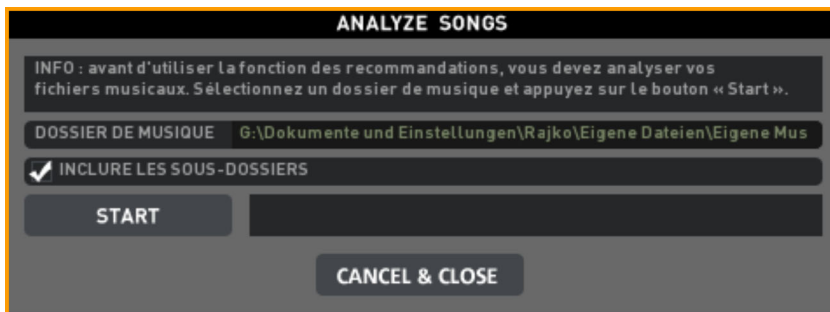 ANALYZE SONGS
INFO : avant d'utiliser la fonction des recommandations, vous devez analyser vos
fichiers musicaux. Sélectionnez un dossier de musique et appuyez sur le bouton « Start ».
DOSSIER DE MUSIQUE G:\Dokumente und Einstellungen\Rajko\Eigene Dateien\Eigene Mus
INCLURE LES SOUS-DOSSIERS
START
CANCEL & CLOSE